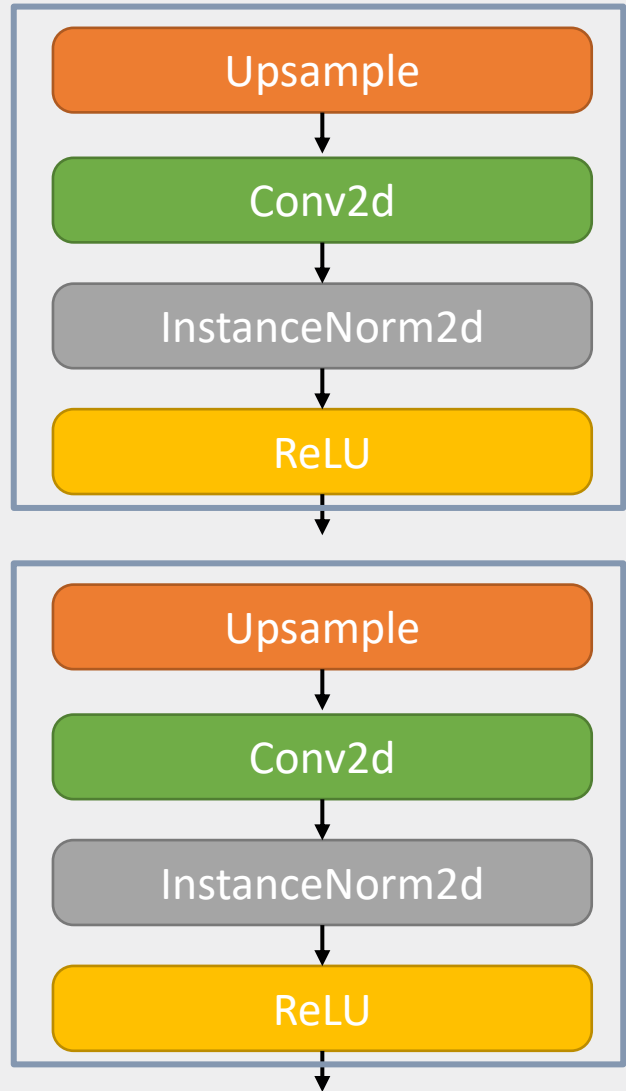 Upsample
Conv2d
InstanceNorm2d
ReLU
Upsample
Conv2d
InstanceNorm2d
ReLU